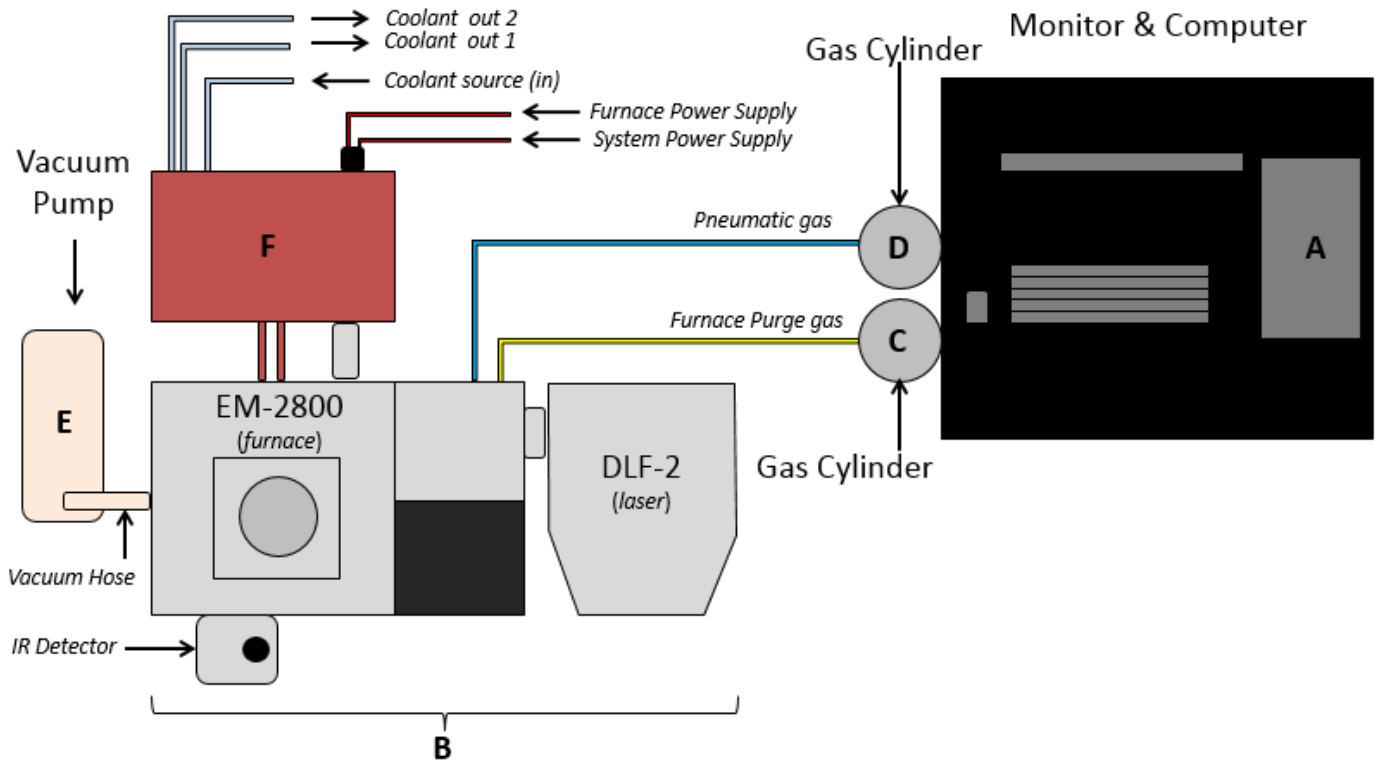 Coolant out 2
Coolant out 1
Coolant source (in)
Furnace Power Supply
System Power Supply
Gas Cylinder
Monitor & Computer
Vacuum
Pump
F
Pneumatic gas
D
A
Furnace Purge gas
C
E
EM-2800
(furnace)
DLF-2
(laser)
Gas Cylinder
Vacuum Hose
IR Detector
B